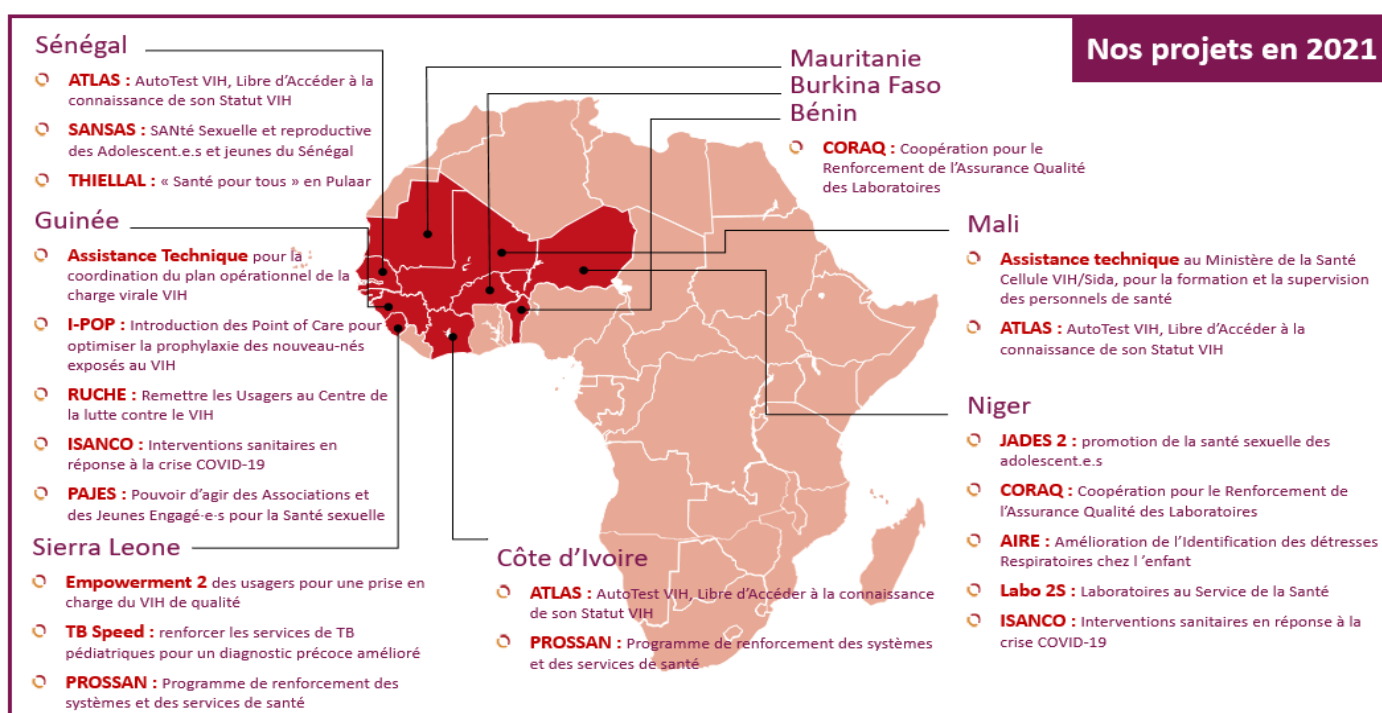 Nos projets en 2021
Sénégal
ATLAS : AutoTest VIH, Libre d'Accéder à la
connaissance de son Statut VIH
SANSAS : SANté Sexuelle et reproductive
des Adolescent.e.s et jeunes du Sénégal
THIELLAL : « Santé pour tous » en Pulaar
Guinée
Assistance Technique pour la
coordination du plan opérationnel de la
charge virale VIH
I-POP : Introduction des Point of Care pour
optimiser la prophylaxie des nouveau-nés
exposés au VIH
RUCHE : Remettre les Usagers au Centre de
la lutte contre le VIH
ISANCO : Interventions sanitaires en
réponse à la crise COVID-19
PAJES : Pouvoir d'agir des Associations et
des Jeunes Engagé·e·s pour la Santé sexuelle
Sierra Leone
Empowerment 2 des usagers pour une prise en
charge du VIH de qualité
TB Speed : renforcer les services de TB
pédiatriques pour un diagnostic précoce amélioré
PROSSAN : Programme de renforcement des
systèmes et des services de santé
Côte d'Ivoire
ATLAS : AutoTest VIH, Libre d'Accéder à la connaissance
de son Statut VIH
PROSSAN : Programme de renforcement des systèmes
et des services de santé
Mauritanie
Burkina Faso
Bénin
CORAQ : Coopération pour le
Renforcement de l'Assurance Qualité
des Laboratoires
Mali
Assistance technique au Ministère de la Santé
Cellule VIH/Sida, pour la formation et la supervision
des personnels de santé
ATLAS : AutoTest VIH, Libre d'Accéder à la
connaissance de son Statut VIH
Niger
JADES 2 : promotion de la santé sexuelle des
adolescent.e.s
CORAQ : Coopération pour le Renforcement de
l'Assurance Qualité des Laboratoires
AIRE : Amélioration de l'Identification des détresses
Respiratoires chez l 'enfant
Labo 2S : Laboratoires au Service de la Santé
ISANCO : Interventions sanitaires en réponse à la
crise COVID-19